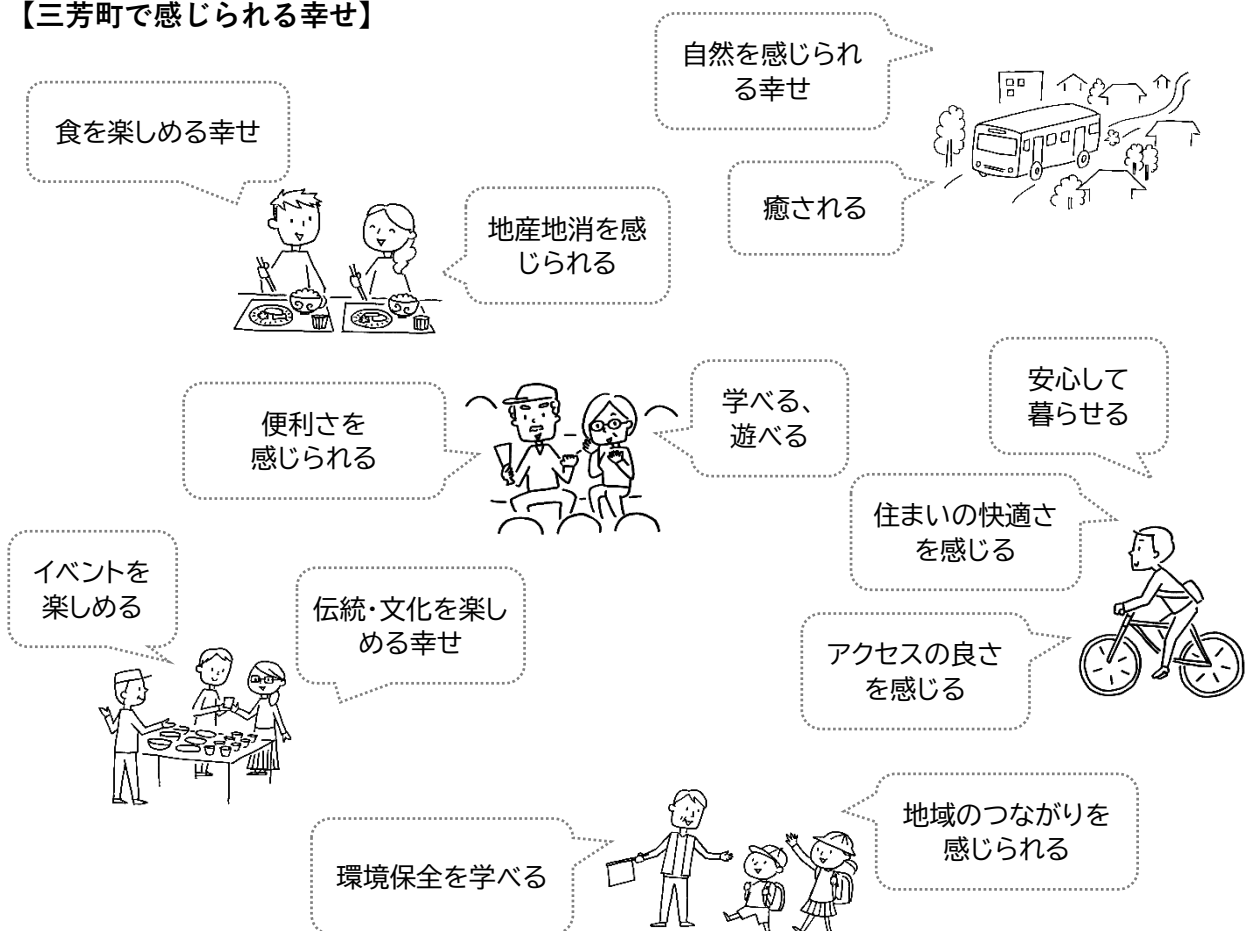 【三芳町で感じられる幸せ】
自然を感じられ
る幸せ
食を楽しめる幸せ
癒される
地産地消を感
じられる
便利さを
感じられる
学べる、
遊べる
安心して
暮らせる
住まいの快適さ
を感じる
イベントを
楽しめる
伝統・文化を楽し
める幸せ
アクセスの良さ
を感じる
地域のつながりを
感じられる
環境保全を学べる